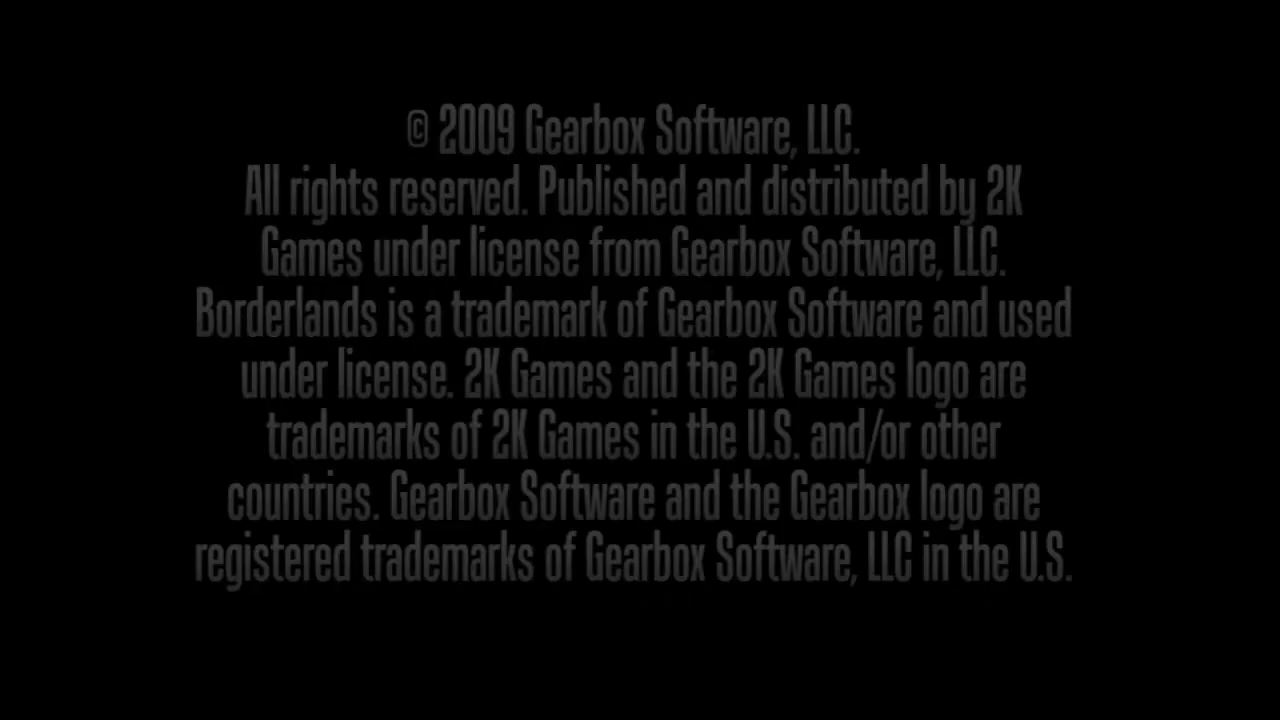 © 2009 Gearbox Software, LLC.
All rights reserved. Published and distributed by 2K
Games under license from Gearbox Software, LLC.
Borderlands is a trademark of Gearbox Software and used
under license. 2K Games and the 2K Games logo are
trademarks of 2K Games in the U.S. and/or other
countries. Gearbox Software and the Gearbox logo are
registered trademarks of Gearbox Software, LLC in the U.S.